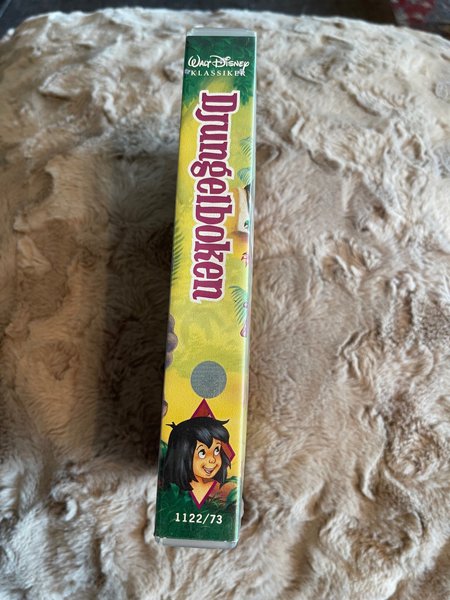 WALT DISNEY
KLASSIKER
Djungelboken
1122/73